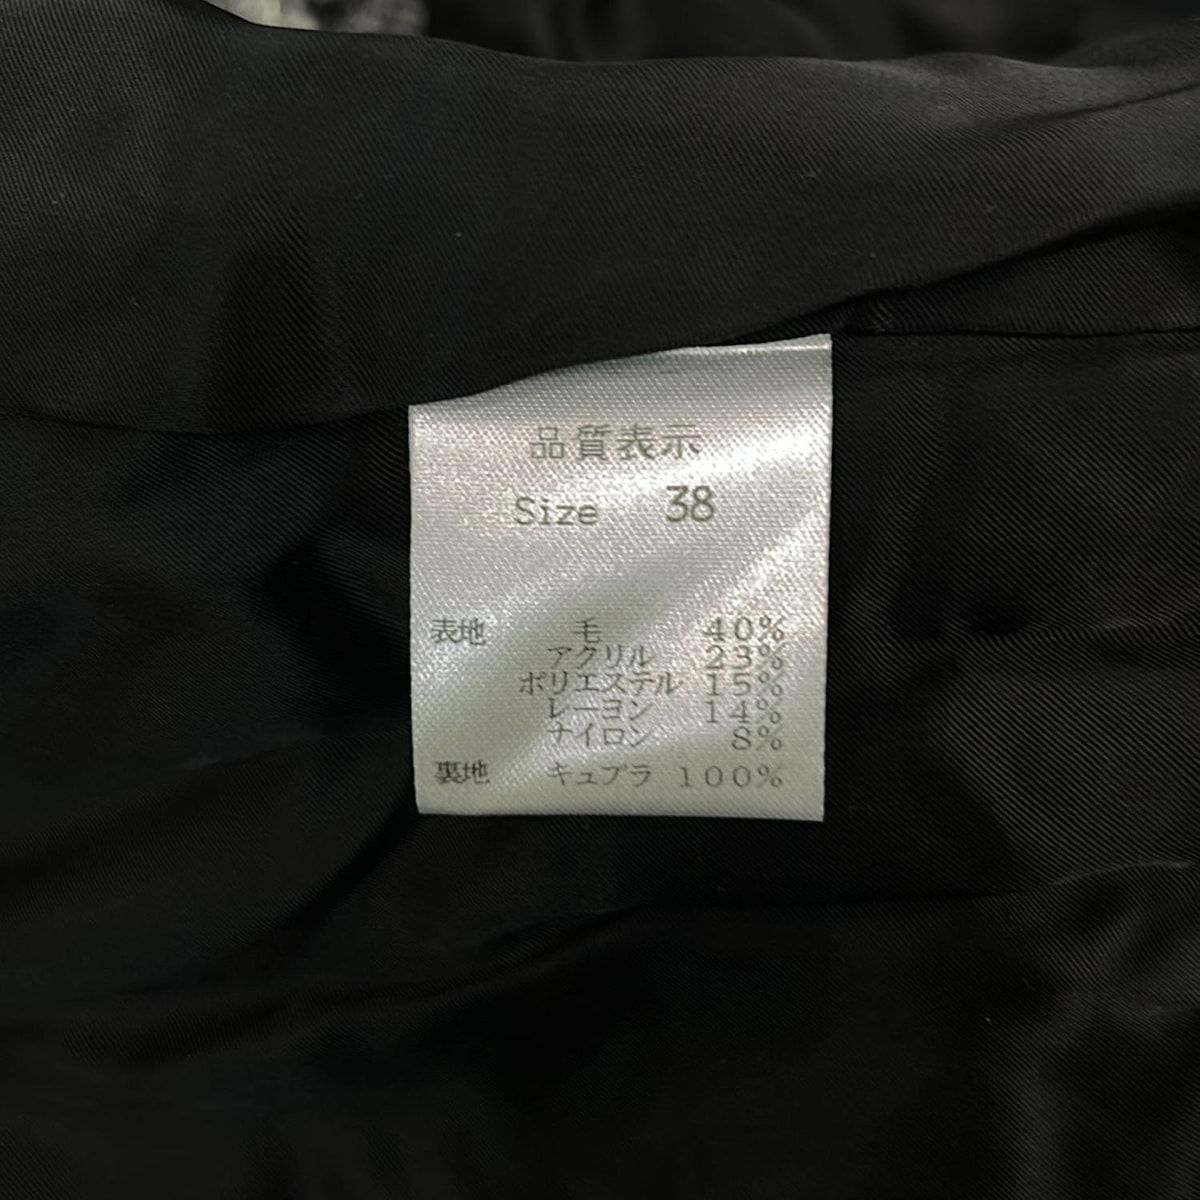 品質表示
Size 38
表地 毛 40%
アクリル 23%
ポリエステル 15%
レーヨン 14%
ナイロン 8%
裏地 キュプラ 100%